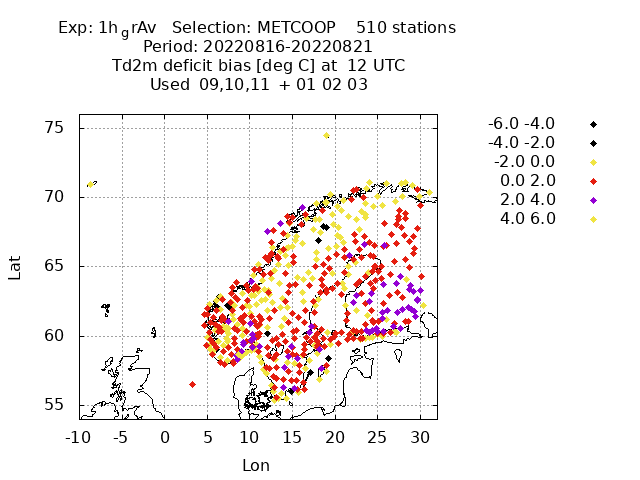 Exp: 1hgrAv Selection: METCOOP 510 stations
Period: 20220816-20220821
Td2m deficit bias [deg C] at 12 UTC
Used 09,10,11 + 01 02 03
-6.0 -4.0
-4.0 -2.0
-2.0 0.0
0.0 2.0
2.0 4.0
4.0 6.0
75
70
65
60
55
Lat
-10 -5 0 5 10 15 20 25 30
Lon